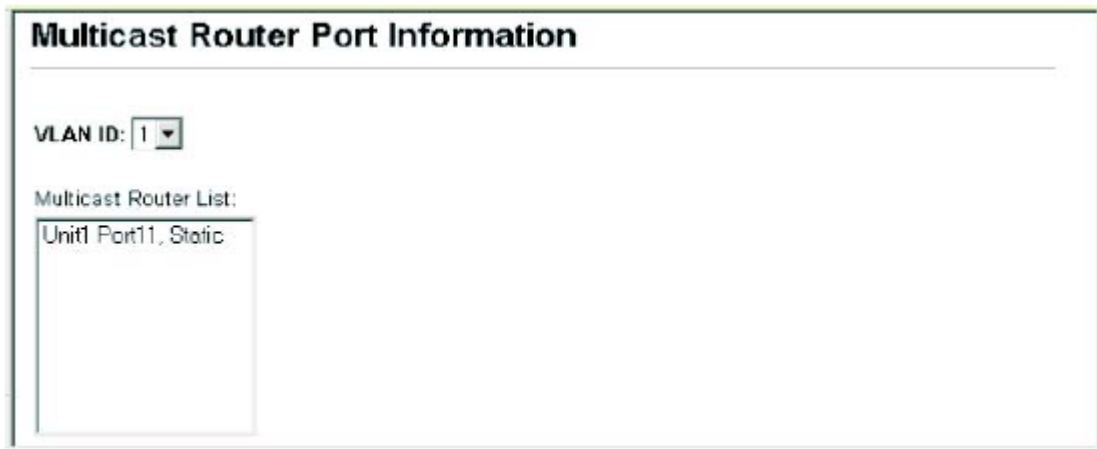 Multicast Router Port Information
VLAN ID: 1
Multicast Router List:
Unit1 Port11, Static